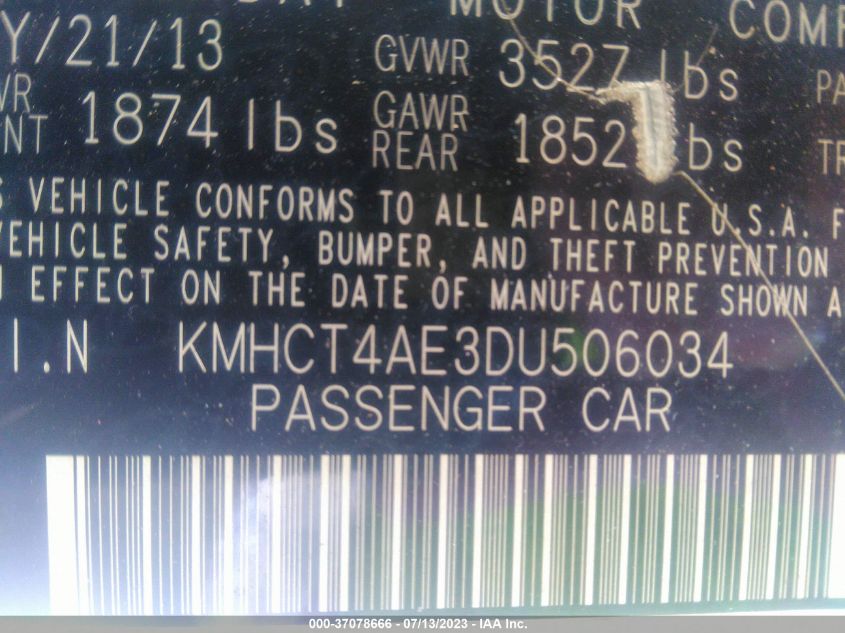 MOTOR COMP
Y/21/13 GVWR 3527 lbs PA
WR 1874 lbs GAWR 1852 lbs TR
NT REAR
S VEHICLE CONFORMS TO ALL APPLICABLE U.S.A. F
VEHICLE SAFETY, BUMPER, AND THEFT PREVENTION
N EFFECT ON THE DATE OF MANUFACTURE SHOWN A
I.N KMHCT4AE3DU506034
PASSENGER CAR
000-37078666 - 07/13/2023 - IAA Inc.